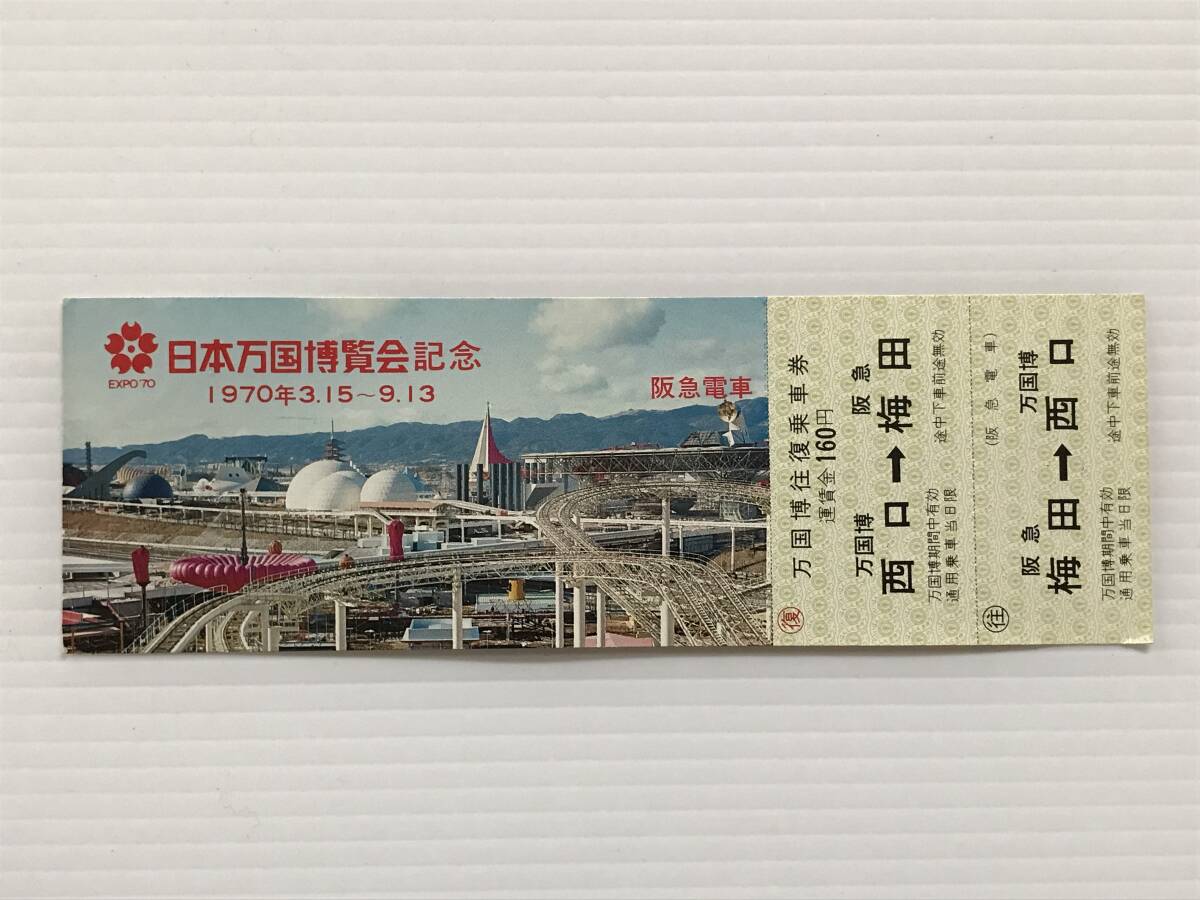 日本万国博覧会記念
EXPO'70
1970年3.15～9.13
阪急電車
万国博往復乗車券
運賃金160円
万国博 阪急
西口→梅田
万国博期間中有効 途中下車前途無効
通用乗車当日限
復
(阪急電車)
阪急 万国博
梅田→西口
万国博期間中有効 途中下車前途無効
通用乗車当日限
往